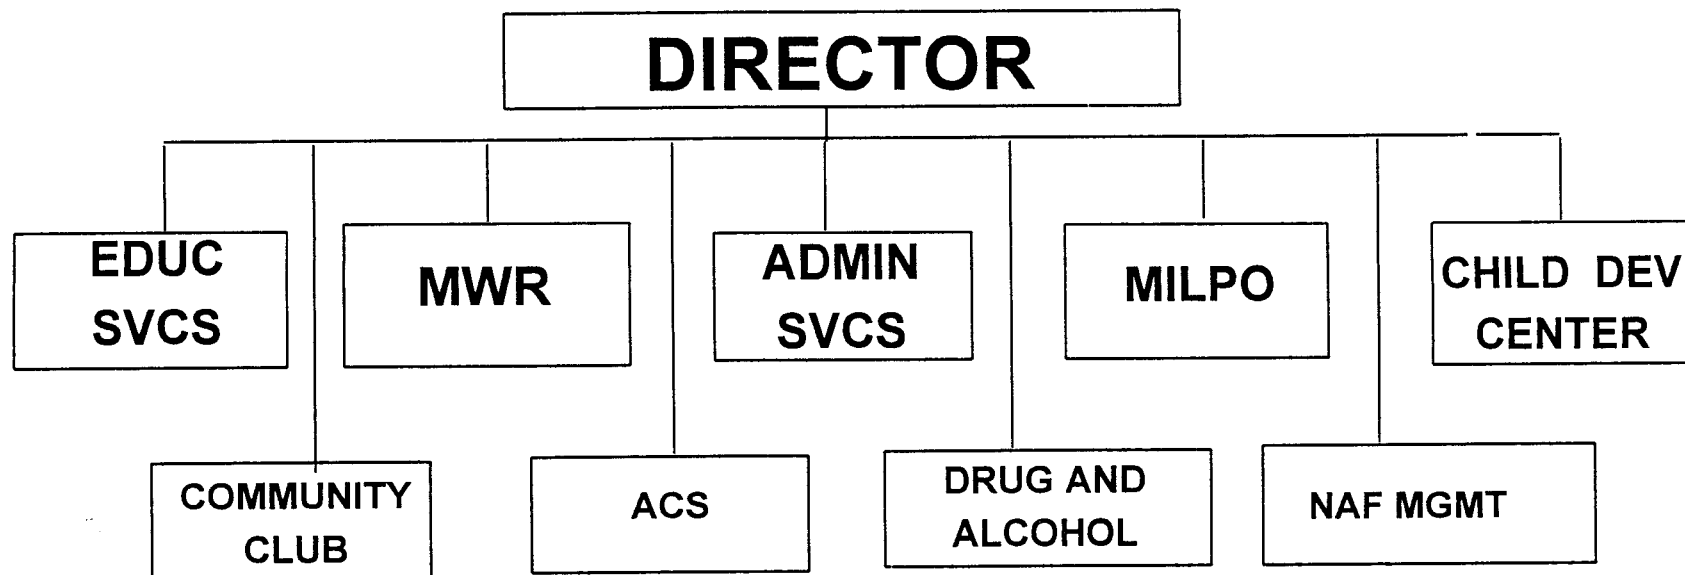 DIRECTOR
EDUC
SVCS
MWR
ADMIN
SVCS
MILPO
CHILD DEV
CENTER
COMMUNITY
CLUB
ACS
DRUG AND
ALCOHOL
NAF MGMT